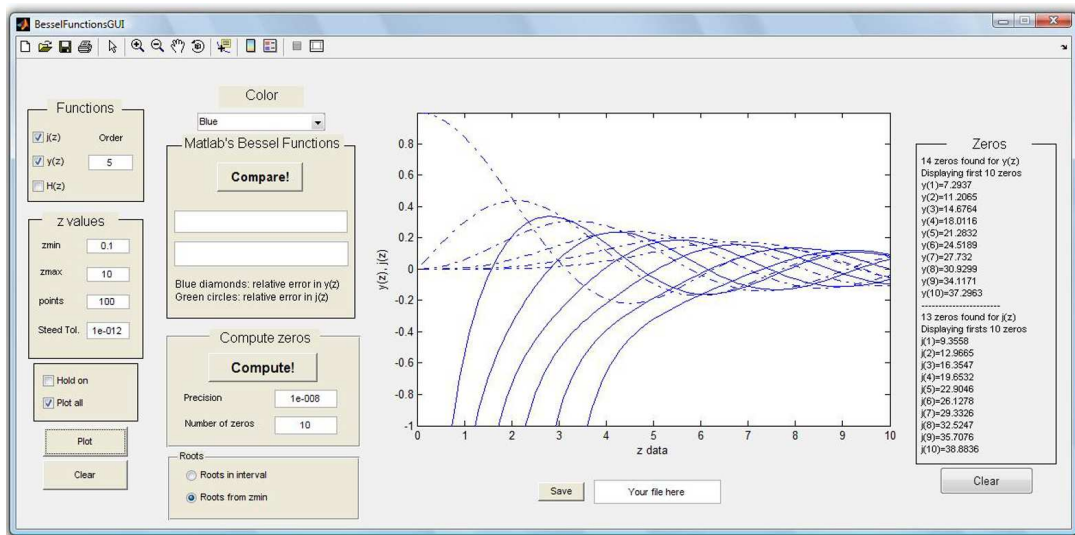 BesselFunctionsGUI
Functions
j(z)
Order
y(z)
5
H(z)
z values
zmin
0.1
zmax
10
points
100
Steed Tol.
1e-012
Hold on
Plot all
Plot
Clear
Color
Blue
Matlab's Bessel Functions
Compare!
Blue diamonds: relative error in y(z)
Green circles: relative error in j(z)
Compute zeros
Compute!
Precision
1e-008
Number of zeros
10
Roots
Roots in interval
Roots from zmin
y(z), j(z)
0.8
0.6
0.4
0.2
0
-0.2
-0.4
-0.6
-0.8
-1
0 1 2 3 4 5 6 7 8 9 10
z data
Save
Your file here
Zeros
14 zeros found for y(z)
Displaying first 10 zeros
y(1)=7.2937
y(2)=11.2065
y(3)=14.6764
y(4)=18.0116
y(5)=21.2832
y(6)=24.5189
y(7)=27.732
y(8)=30.9299
y(9)=34.1171
y(10)=37.2963
------------------------
13 zeros found for j(z)
Displaying firsts 10 zeros
j(1)=9.3558
j(2)=12.9665
j(3)=16.3547
j(4)=19.6532
j(5)=22.9046
j(6)=26.1278
j(7)=29.3326
j(8)=32.5247
j(9)=35.7076
j(10)=38.8836
Clear